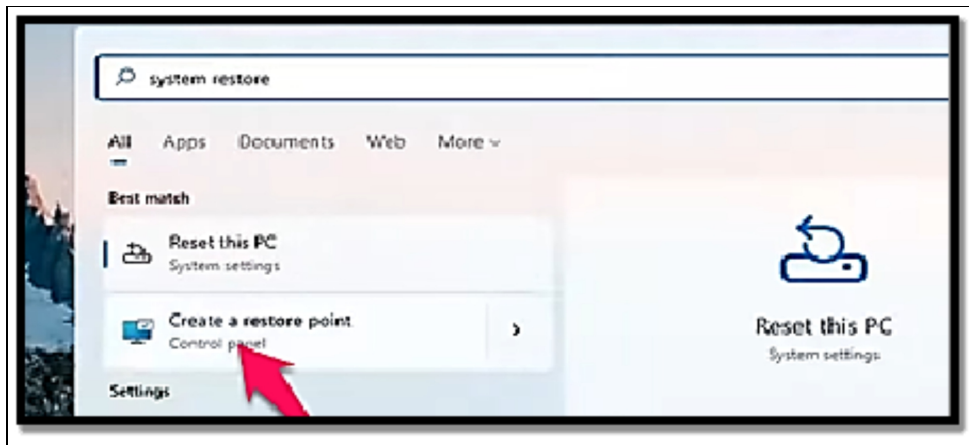 system restore
All Apps Documents Web More
Best match
Reset this PC
System settings
Create a restore point
Control panel
Settings
Reset this PC
System settings